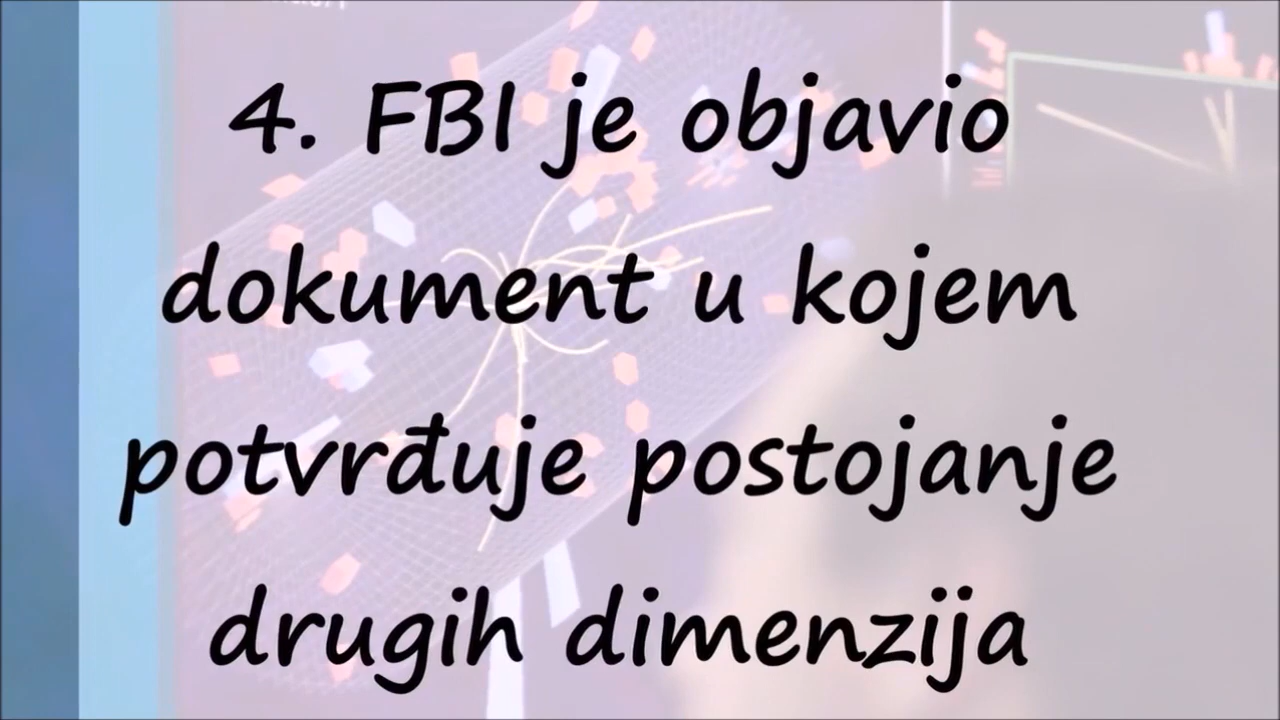 4. FBI je objavio
dokument u kojem
potvrđuje postojanje
drugih dimenzija